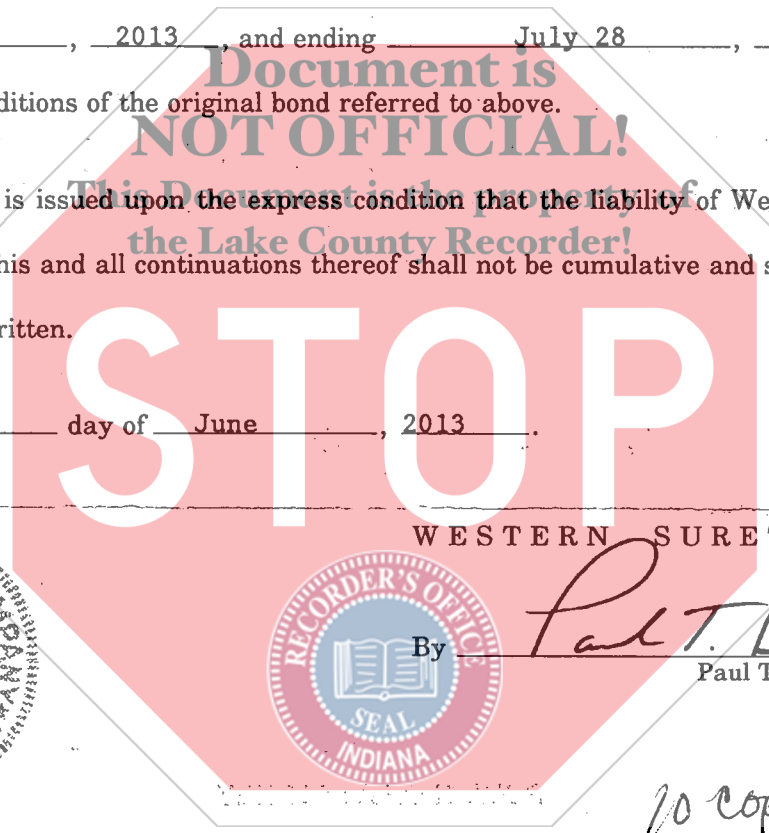 , 2013, and ending July 28,
Document is
ditions of the original bond referred to above.
NOT OFFICIAL!
This Document is the property of
is issued upon the express condition that the liability of We
the Lake County Recorder!
his and all continuations thereof shall not be cumulative and s
ritten.
STOP
day of June, 2013.
WESTERN SURE
RECORDER'S OFFICE
SEAL
INDIANA
By Paul T.
Paul T
10 cop